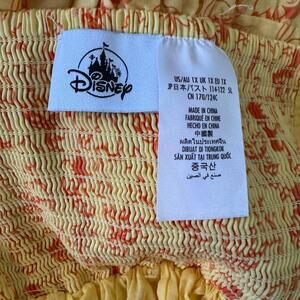 DISNEY
US/AU 1X UK 1X EU 1X
JP日本バスト 114-122 5L
CN 170/124C
MADE IN CHINA
FABRIQUÉ EN CHINE
HECHO EN CHINA
中國製
ผลิตในประเทศจีน
DIBUAT DI TIONGKOK
SẢN XUẤT TẠI TRUNG QUỐC
중국산
صنع في الصين